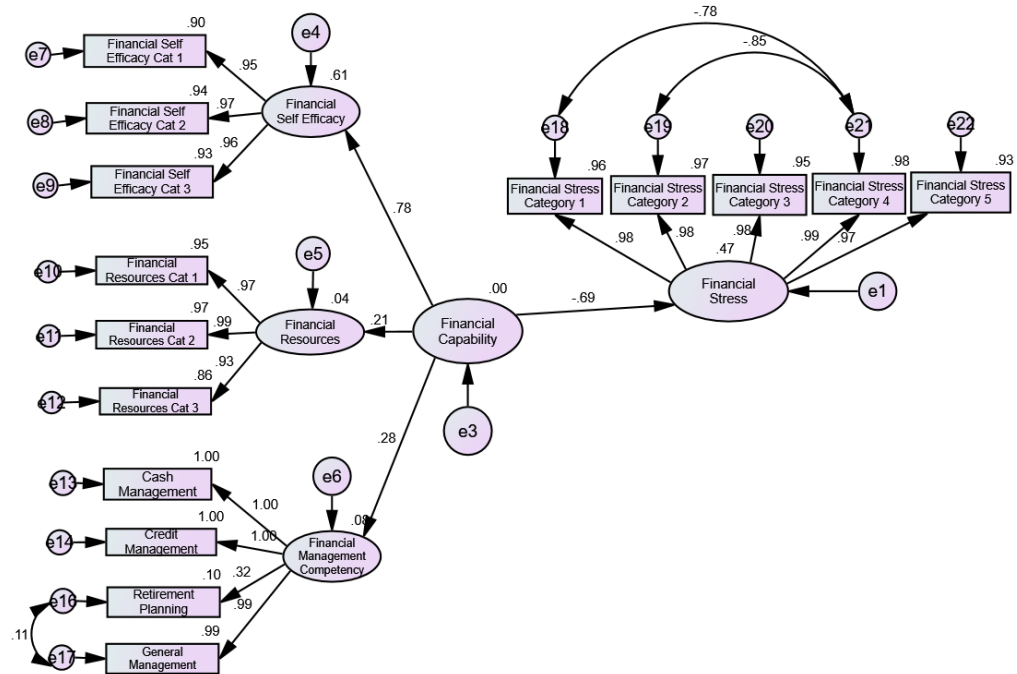 -.78
-.85
.90
e7
Financial Self
Efficacy Cat 1
e4
.95
.61
.94
e8
Financial Self
Efficacy Cat 2
.97
Financial
Self Efficacy
.96
.93
e9
Financial Self
Efficacy Cat 3
.78
e18
e19
e20
e21
e22
.96
.97
.95
.98
.93
Financial Stress
Category 1
Financial Stress
Category 2
Financial Stress
Category 3
Financial Stress
Category 4
Financial Stress
Category 5
.98
.98
.98
.99
.97
.47
Financial
Stress
e1
.95
e10
Financial
Resources Cat 1
e5
.97
.04
.97
e11
Financial
Resources Cat 2
.99
Financial
Resources
.93
.86
e12
Financial
Resources Cat 3
.21
.00
Financial
Capability
-.69
e3
.28
1.00
e13
Cash
Management
e6
1.00
.08
1.00
e14
Credit
Management
1.00
Financial
Management
Competency
.10
.32
e16
Retirement
Planning
.99
.11
.99
e17
General
Management